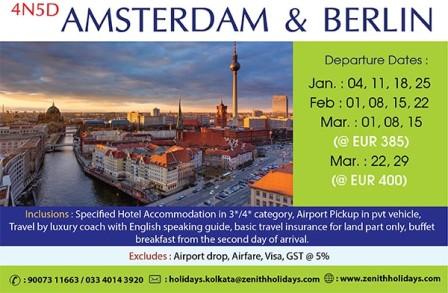 4N5D AMSTERDAM & BERLIN
Departure Dates :
Jan. : 04, 11, 18, 25
Feb : 01, 08, 15, 22
Mar. : 01, 08, 15
(@ EUR 385)
Mar. : 22, 29
(@ EUR 400)
Inclusions : Specified Hotel Accommodation in 3*/4* category, Airport Pickup in pvt vehicle,
Travel by luxury coach with English speaking guide, basic travel insurance for land part only, buffet
breakfast from the second day of arrival.
Excludes : Airport drop, Airfare, Visa, GST @ 5%
: 90073 11663 / 033 4014 3920 : holidays.kolkata@zenithholidays.com : www.zenithholidays.com